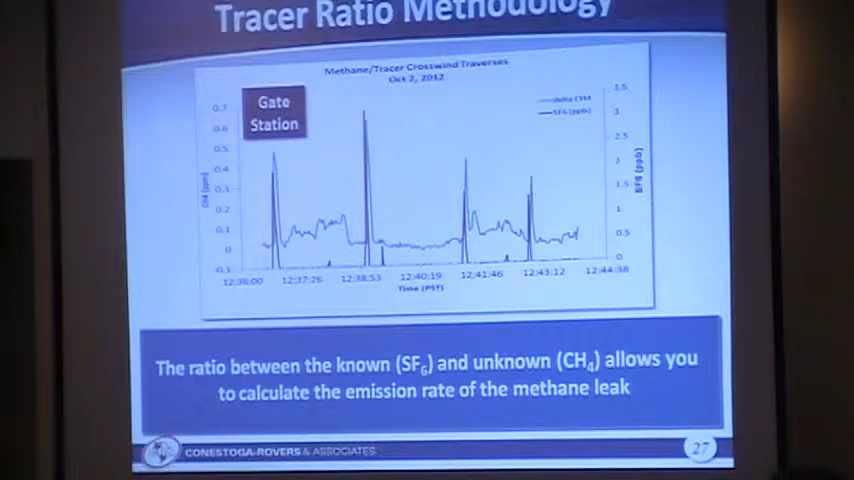 Tracer Ratio Methodology
Methane/Tracer Crosswind Traverses
Oct 2, 2012
Gate
Station
delta CH4
SF6 (ppb)
0.7
0.6
0.5
0.4
0.3
0.2
0.1
0
-0.1
CH4 (ppm)
3.5
3
2.5
2
1.5
1
0.5
0
SF6 (ppb)
12:36:00 12:37:26 12:38:53 12:40:19 12:41:46 12:43:12 12:44:38
Time (PST)
The ratio between the known (SF6) and unknown (CH4) allows you
to calculate the emission rate of the methane leak
CONESTOGA-ROVERS & ASSOCIATES
27